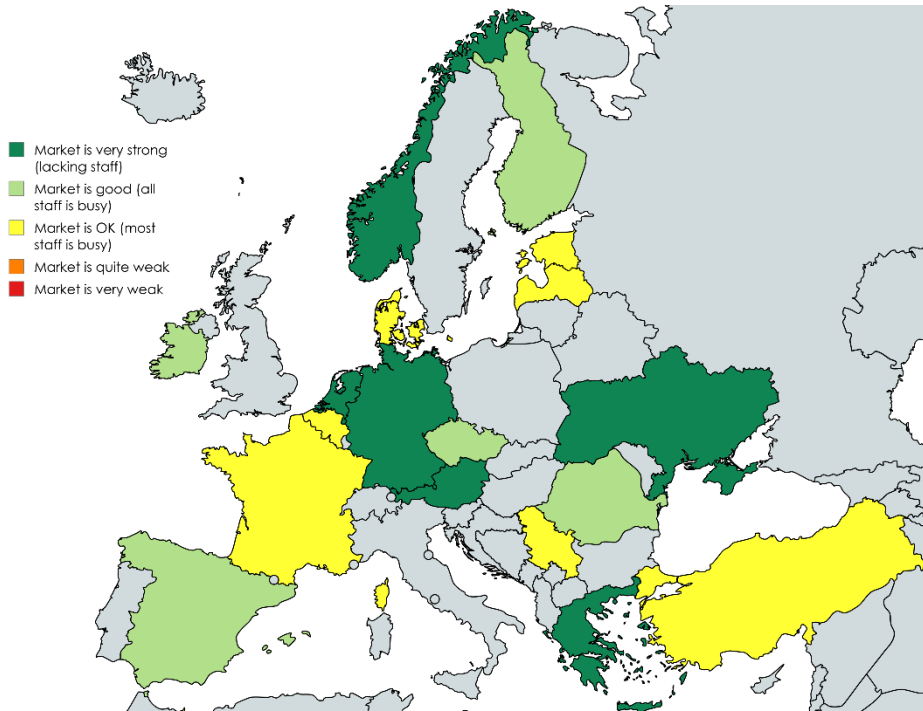 Market is very strong
(lacking staff)
Market is good (all
staff is busy)
Market is OK (most
staff is busy)
Market is quite weak
Market is very weak